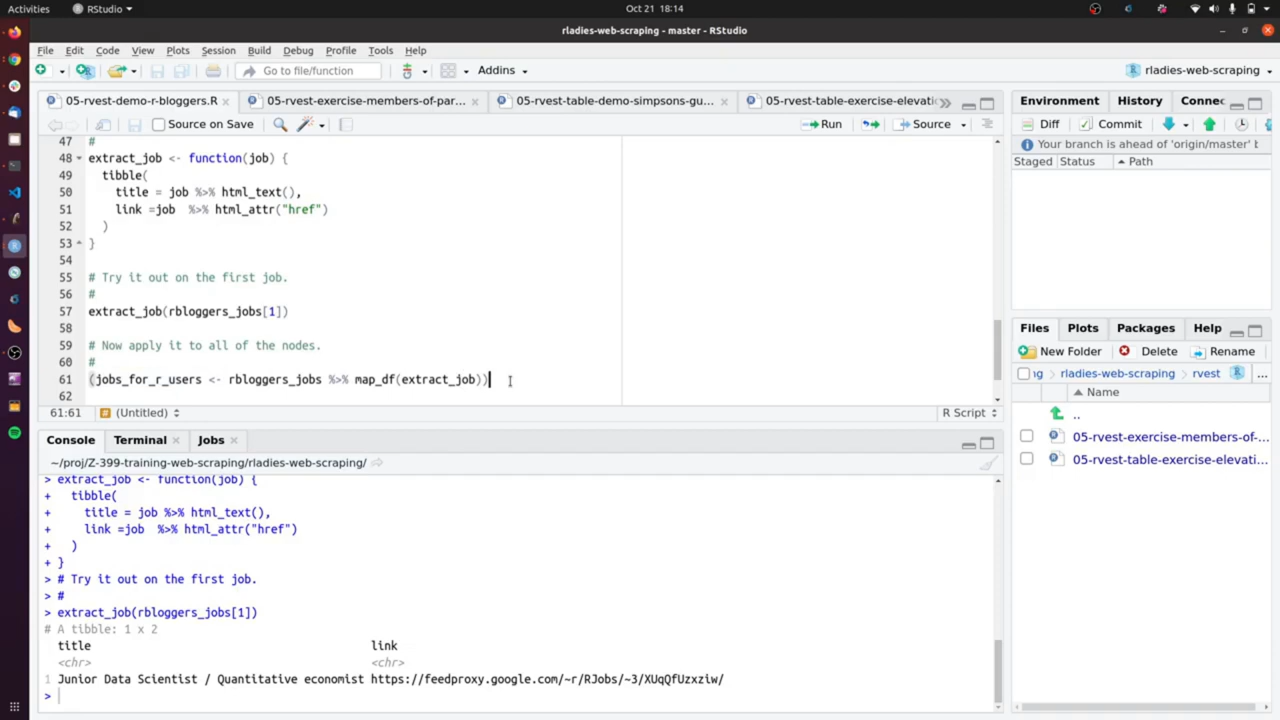 Activities RStudio Oct 21 18:14
rladies-web-scraping - master - RStudio
File Edit Code View Plots Session Build Debug Profile Tools Help
Go to file/function Addins rladies-web-scraping
05-rvest-demo-r-bloggers.R 05-rvest-exercise-members-of-par... 05-rvest-table-demo-simpsons-gu... 05-rvest-table-exercise-elevati
Source on Save Run Source
47 #
48 extract_job <- function(job) {
49 tibble(
50 title = job %>% html_text(),
51 link =job %>% html_attr("href")
52 )
53 }
54
55 # Try it out on the first job.
56 #
57 extract_job(rbloggers_jobs[1])
58
59 # Now apply it to all of the nodes.
60 #
61 (jobs_for_r_users <- rbloggers_jobs %>% map_df(extract_job))
62
61:61 # (Untitled) R Script
Console Terminal Jobs
~/proj/Z-399-training-web-scraping/rladies-web-scraping/
> extract_job <- function(job) {
+ tibble(
+ title = job %>% html_text(),
+ link =job %>% html_attr("href")
+ )
+ }
> # Try it out on the first job.
> #
> extract_job(rbloggers_jobs[1])
# A tibble: 1 x 2
title link
<chr> <chr>
1 Junior Data Scientist / Quantitative economist https://feedproxy.google.com/~r/RJobs/~3/XUqQfUzxziw/
>
Environment History Connec
Diff Commit
Your branch is ahead of 'origin/master' b
Staged Status Path
Files Plots Packages Help
New Folder Delete Rename
ng rladies-web-scraping rvest ...
Name
..
05-rvest-exercise-members-of-...
05-rvest-table-exercise-elevati...